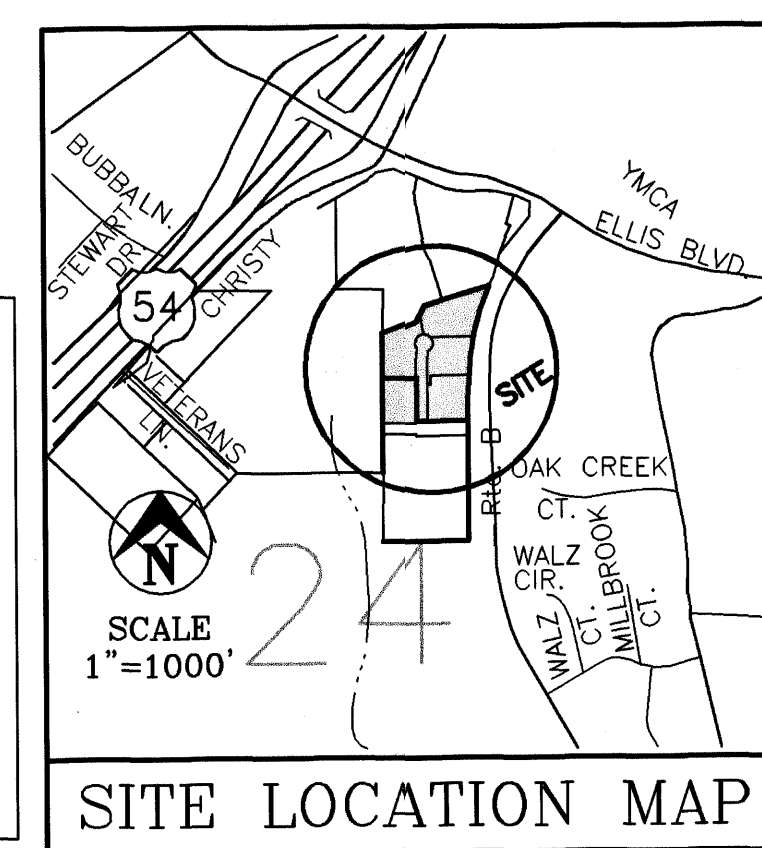 BUBBA LN.
STEWART
DR.
54
CHRISTY
YMCA
ELLIS BLVD.
VETERANS
LN.
SITE
Rte. B
OAK CREEK
CT.
WALZ
CIR.
WALZ
CT.
MILLBROOK
CT.
N
24
SCALE
1"=1000'
SITE LOCATION MAP